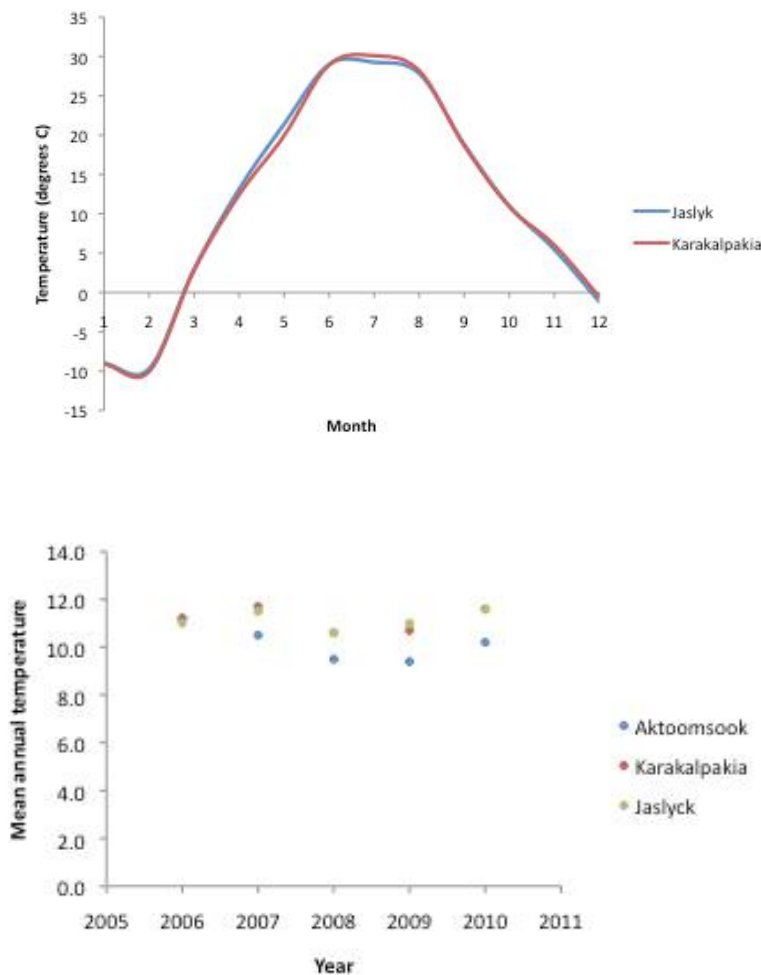 35
30
25
20
15
10
5
0
-5
-10
-15
Temperature (degrees C)
1 2 3 4 5 6 7 8 9 10 11 12
Month
Jaslyk
Karakalpakia
14.0
12.0
10.0
8.0
6.0
4.0
2.0
0.0
Mean annual temperature
2005 2006 2007 2008 2009 2010 2011
Year
Aktoomsook
Karakalpakia
Jaslyck